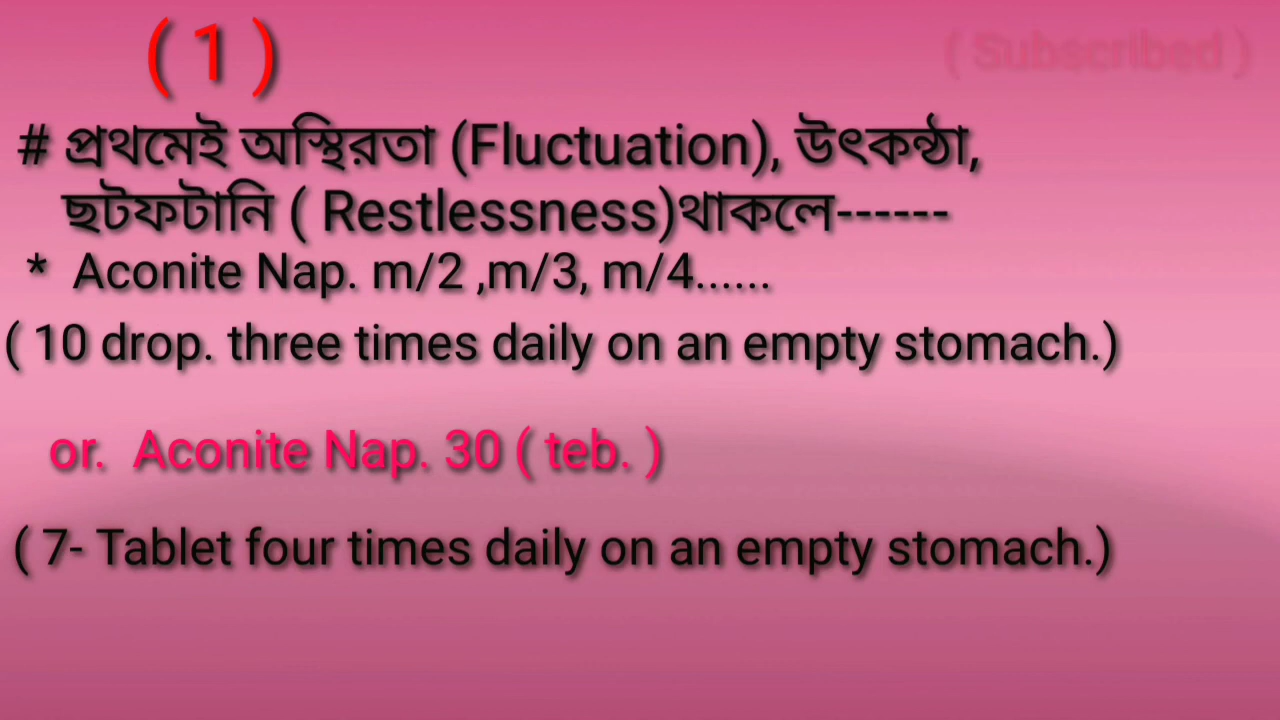 ( 1 )
( Subscribed )
# প্রথমেই অস্থিরতা (Fluctuation), উৎকন্ঠা,
ছটফটানি ( Restlessness)থাকলে------
* Aconite Nap. m/2 ,m/3, m/4......
( 10 drop. three times daily on an empty stomach.)
or. Aconite Nap. 30 ( teb. )
( 7- Tablet four times daily on an empty stomach.)